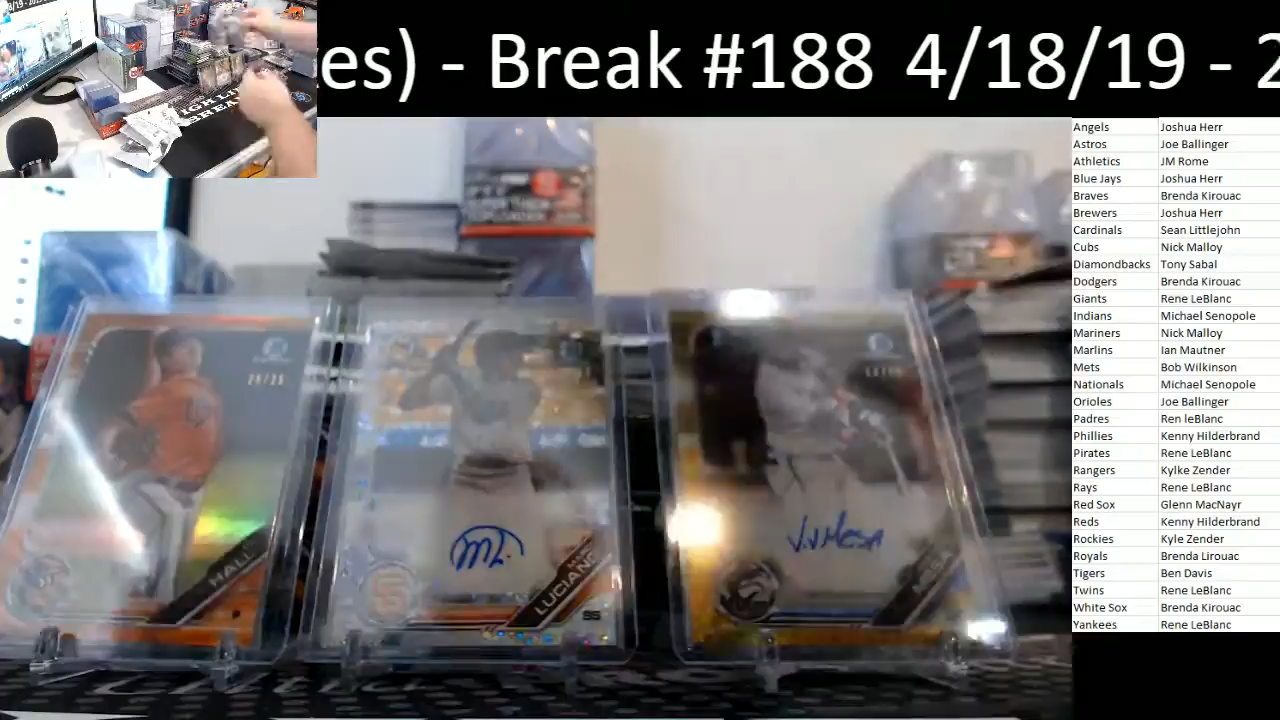 es) - Break #188 4/18/19 - 2
Angels Joshua Herr
Astros Joe Ballinger
Athletics JM Rome
Blue Jays Joshua Herr
Braves Brenda Kirouac
Brewers Joshua Herr
Cardinals Sean Littlejohn
Cubs Nick Malloy
Diamondbacks Tony Sabal
Dodgers Brenda Kirouac
Giants Rene LeBlanc
Indians Michael Senopole
Mariners Nick Malloy
Marlins Ian Mautner
Mets Bob Wilkinson
Nationals Michael Senopole
Orioles Joe Ballinger
Padres Ren leBlanc
Phillies Kenny Hilderbrand
Pirates Rene LeBlanc
Rangers Kylke Zender
Rays Rene LeBlanc
Red Sox Glenn MacNayr
Reds Kenny Hilderbrand
Rockies Kyle Zender
Royals Brenda Lirouac
Tigers Ben Davis
Twins Rene LeBlanc
White Sox Brenda Kirouac
Yankees Rene LeBlanc
HALL
LUCIANO
SS
V.V Mesa
MESA